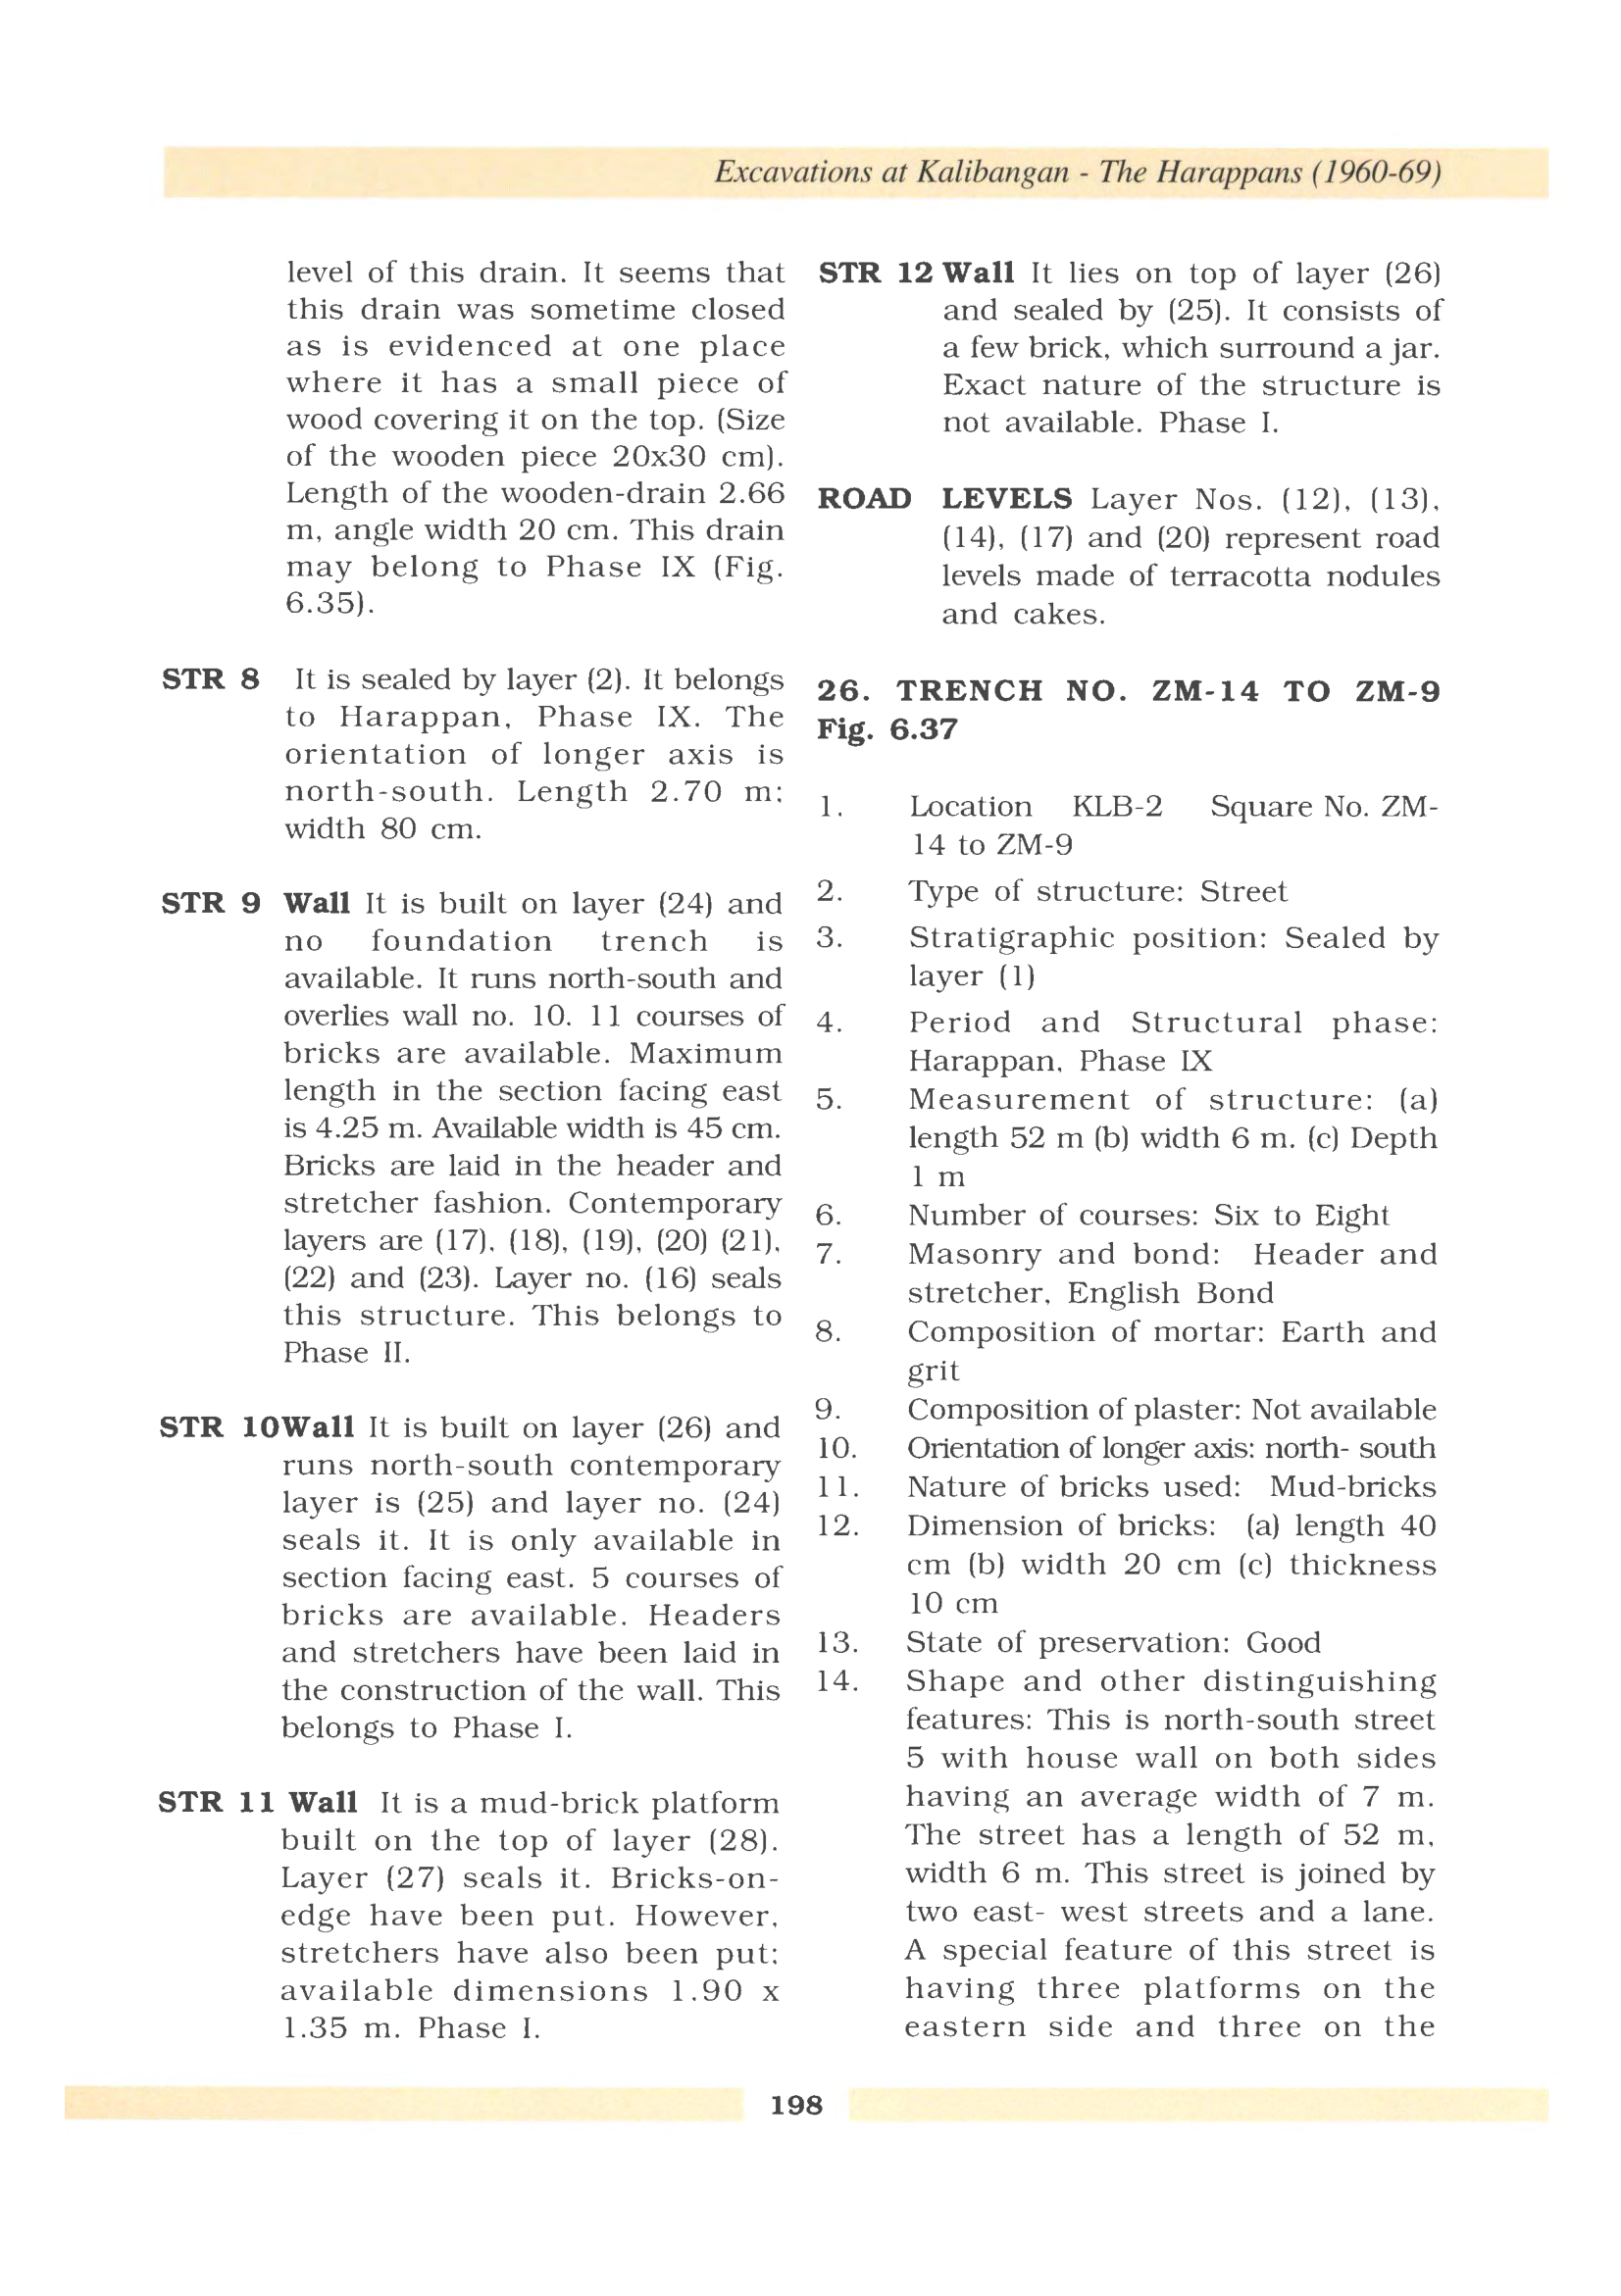 Excavations at Kalibangan - The Harappans (1960-69)
level of this drain. It seems that
this drain was sometime closed
as is evidenced at one place
where it has a small piece of
wood covering it on the top. (Size
of the wooden piece 20x30 cm).
Length of the wooden-drain 2.66
m, angle width 20 cm. This drain
may belong to Phase IX (Fig.
6.35).
STR 8 It is sealed by layer (2). It belongs
to Harappan, Phase IX. The
orientation of longer axis is
north-south. Length 2.70 m;
width 80 cm.
STR 9 Wall It is built on layer (24) and
no foundation trench is
available. It runs north-south and
overlies wall no. 10. 11 courses of
bricks are available. Maximum
length in the section facing east
is 4.25 m. Available width is 45 cm.
Bricks are laid in the header and
stretcher fashion. Contemporary
layers are (17), (18), (19), (20) (21),
(22) and (23). Layer no. (16) seals
this structure. This belongs to
Phase II.
STR 10Wall It is built on layer (26) and
runs north-south contemporary
layer is (25) and layer no. (24)
seals it. It is only available in
section facing east. 5 courses of
bricks are available. Headers
and stretchers have been laid in
the construction of the wall. This
belongs to Phase I.
STR 11 Wall It is a mud-brick platform
built on the top of layer (28).
Layer (27) seals it. Bricks-on-
edge have been put. However,
stretchers have also been put;
available dimensions 1.90 x
1.35 m. Phase I.
STR 12 Wall It lies on top of layer (26)
and sealed by (25). It consists of
a few brick, which surround a jar.
Exact nature of the structure is
not available. Phase I.
ROAD LEVELS Layer Nos. (12), (13),
(14), (17) and (20) represent road
levels made of terracotta nodules
and cakes.
26. TRENCH NO. ZM-14 TO ZM-9
Fig. 6.37
1. Location KLB-2 Square No. ZM-
14 to ZM-9
2. Type of structure: Street
3. Stratigraphic position: Sealed by
layer (1)
4. Period and Structural phase:
Harappan, Phase IX
5. Measurement of structure: (a)
length 52 m (b) width 6 m. (c) Depth
1 m
6. Number of courses: Six to Eight
7. Masonry and bond: Header and
stretcher, English Bond
8. Composition of mortar: Earth and
grit
9. Composition of plaster: Not available
10. Orientation of longer axis: north- south
11. Nature of bricks used: Mud-bricks
12. Dimension of bricks: (a) length 40
cm (b) width 20 cm (c) thickness
10 cm
13. State of preservation: Good
14. Shape and other distinguishing
features: This is north-south street
5 with house wall on both sides
having an average width of 7 m.
The street has a length of 52 m,
width 6 m. This street is joined by
two east- west streets and a lane.
A special feature of this street is
having three platforms on the
eastern side and three on the
198